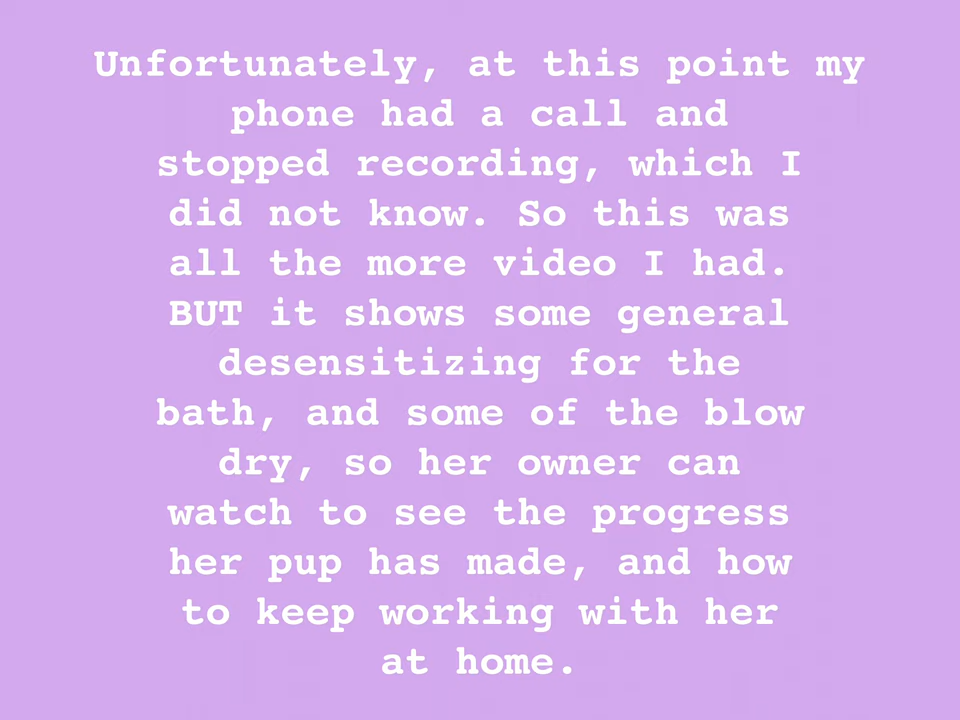 Unfortunately, at this point my
phone had a call and
stopped recording, which I
did not know. So this was
all the more video I had.
BUT it shows some general
desensitizing for the
bath, and some of the blow
dry, so her owner can
watch to see the progress
her pup has made, and how
to keep working with her
at home.